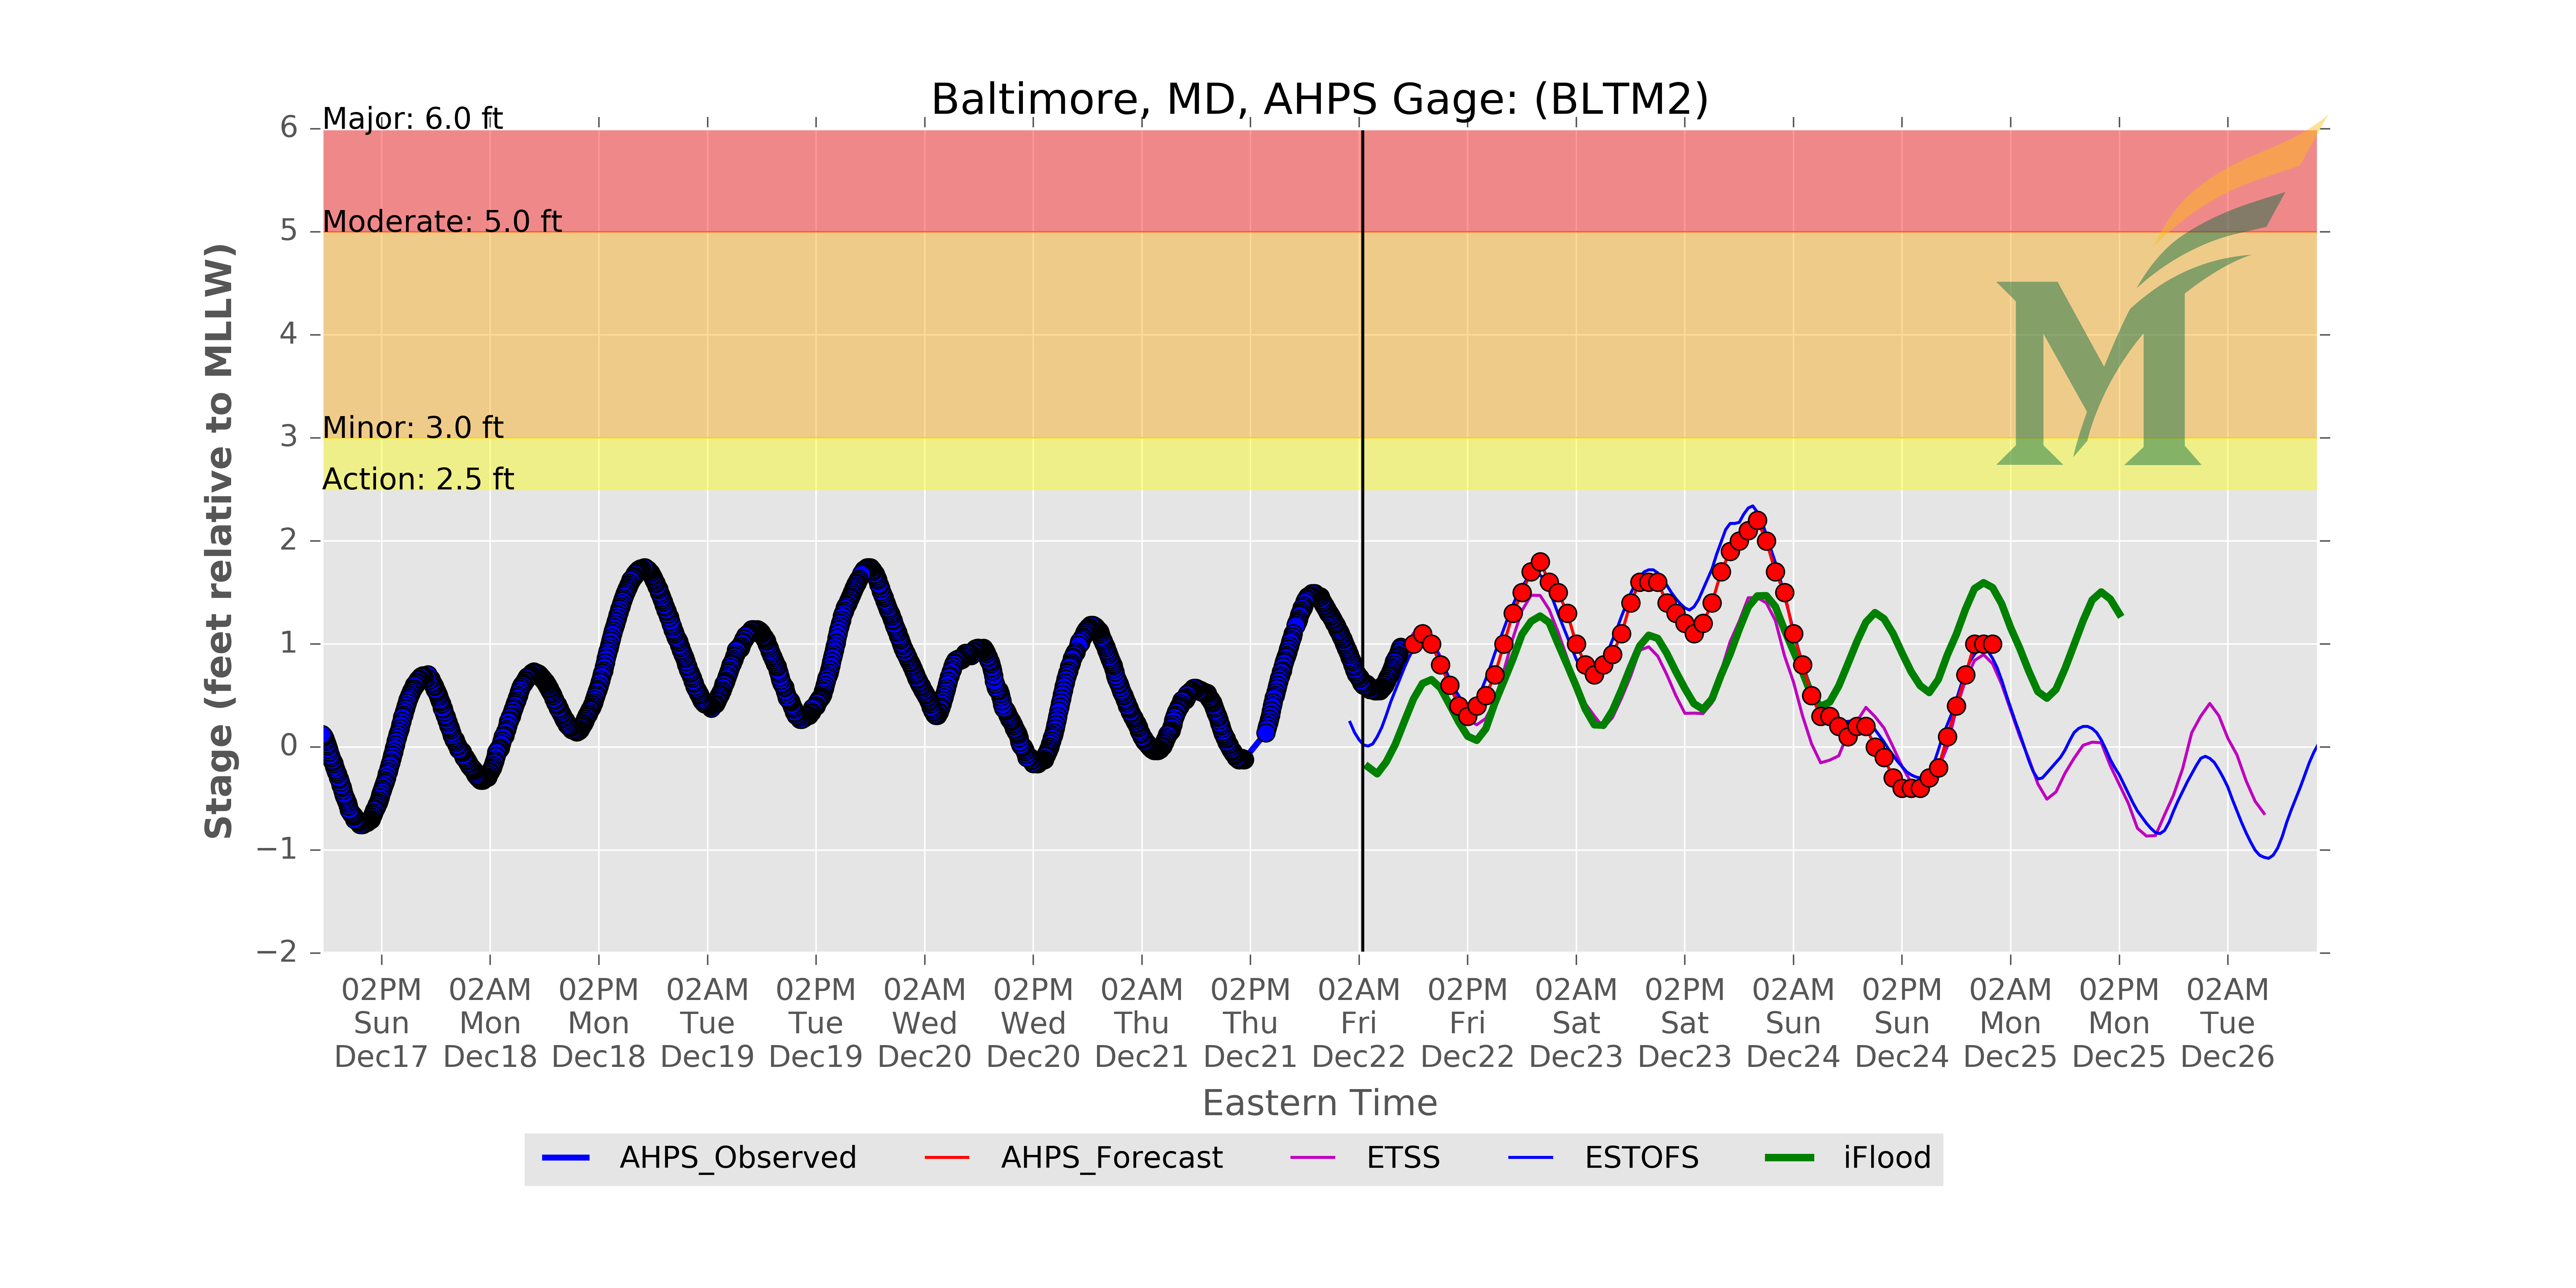 Baltimore, MD, AHPS Gage: (BLTM2)
Major: 6.0 ft
Moderate: 5.0 ft
Minor: 3.0 ft
Action: 2.5 ft
6
5
4
3
2
1
0
−1
−2
Stage (feet relative to MLLW)
M
02PM 02AM 02PM 02AM 02PM 02AM 02PM 02AM 02PM 02AM 02PM 02AM 02PM 02AM 02PM 02AM 02PM 02AM
Sun Mon Mon Tue Tue Wed Wed Thu Thu Fri Fri Sat Sat Sun Sun Mon Mon Tue
Dec17 Dec18 Dec18 Dec19 Dec19 Dec20 Dec20 Dec21 Dec21 Dec22 Dec22 Dec23 Dec23 Dec24 Dec24 Dec25 Dec25 Dec26
Eastern Time
AHPS_Observed AHPS_Forecast ETSS ESTOFS iFlood